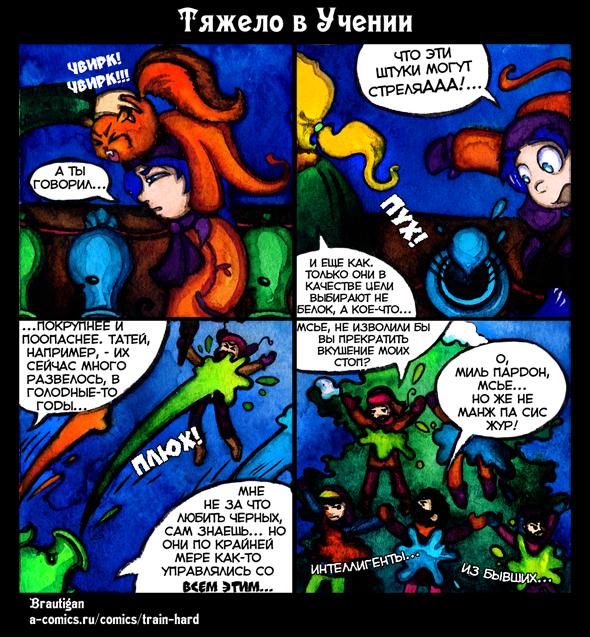 Тяжело в Учении
ЧВИРК!
ЧВИРК!!!
А ТЫ
ГОВОРИЛ...
ЧТО ЭТИ
ШТУКИ МОГУТ
СТРЕЛЯААА!...
ПУХ!
И ЕЩЕ КАК.
ТОЛЬКО ОНИ В
КАЧЕСТВЕ ЦЕЛИ
ВЫБИРАЮТ НЕ
БЕЛОК, А КОЕ-ЧТО...
...ПОКРУПНЕЕ И
ПООПАСНЕЕ. ТАТЕЙ,
НАПРИМЕР, - ИХ
СЕЙЧАС МНОГО
РАЗВЕЛОСЬ, В
ГОЛОДНЫЕ-ТО
ГОДЫ...
ПЛЮХ!
МНЕ
НЕ ЗА ЧТО
ЛЮБИТЬ ЧЕРНЫХ,
САМ ЗНАЕШЬ... НО
ОНИ ПО КРАЙНЕЙ
МЕРЕ КАК-ТО
УПРАВЛЯЛИСЬ СО
ВСЕМ ЭТИМ...
МСЬЕ, НЕ ИЗВОЛИЛИ БЫ
ВЫ ПРЕКРАТИТЬ
ВКУШЕНИЕ МОИХ
СТОП?
О,
МИЛЬ ПАРДОН,
МСЬЕ...
НО ЖЕ НЕ
МАНЖ ПА СИС
ЖУР!
ИНТЕЛЛИГЕНТЫ...
ИЗ БЫВШИХ...
Brautigan
a-comics.ru/comics/train-hard